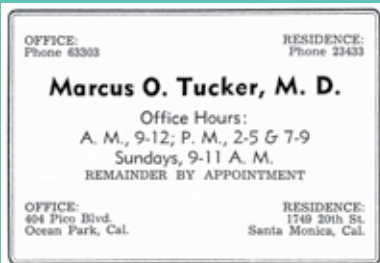 OFFICE:
Phone 63303
RESIDENCE:
Phone 23433
Marcus O. Tucker, M. D.
Office Hours:
A. M., 9-12; P. M., 2-5 & 7-9
Sundays, 9-11 A. M.
REMAINDER BY APPOINTMENT
OFFICE:
404 Pico Blvd.
Ocean Park, Cal.
RESIDENCE:
1749 20th St.
Santa Monica, Cal.